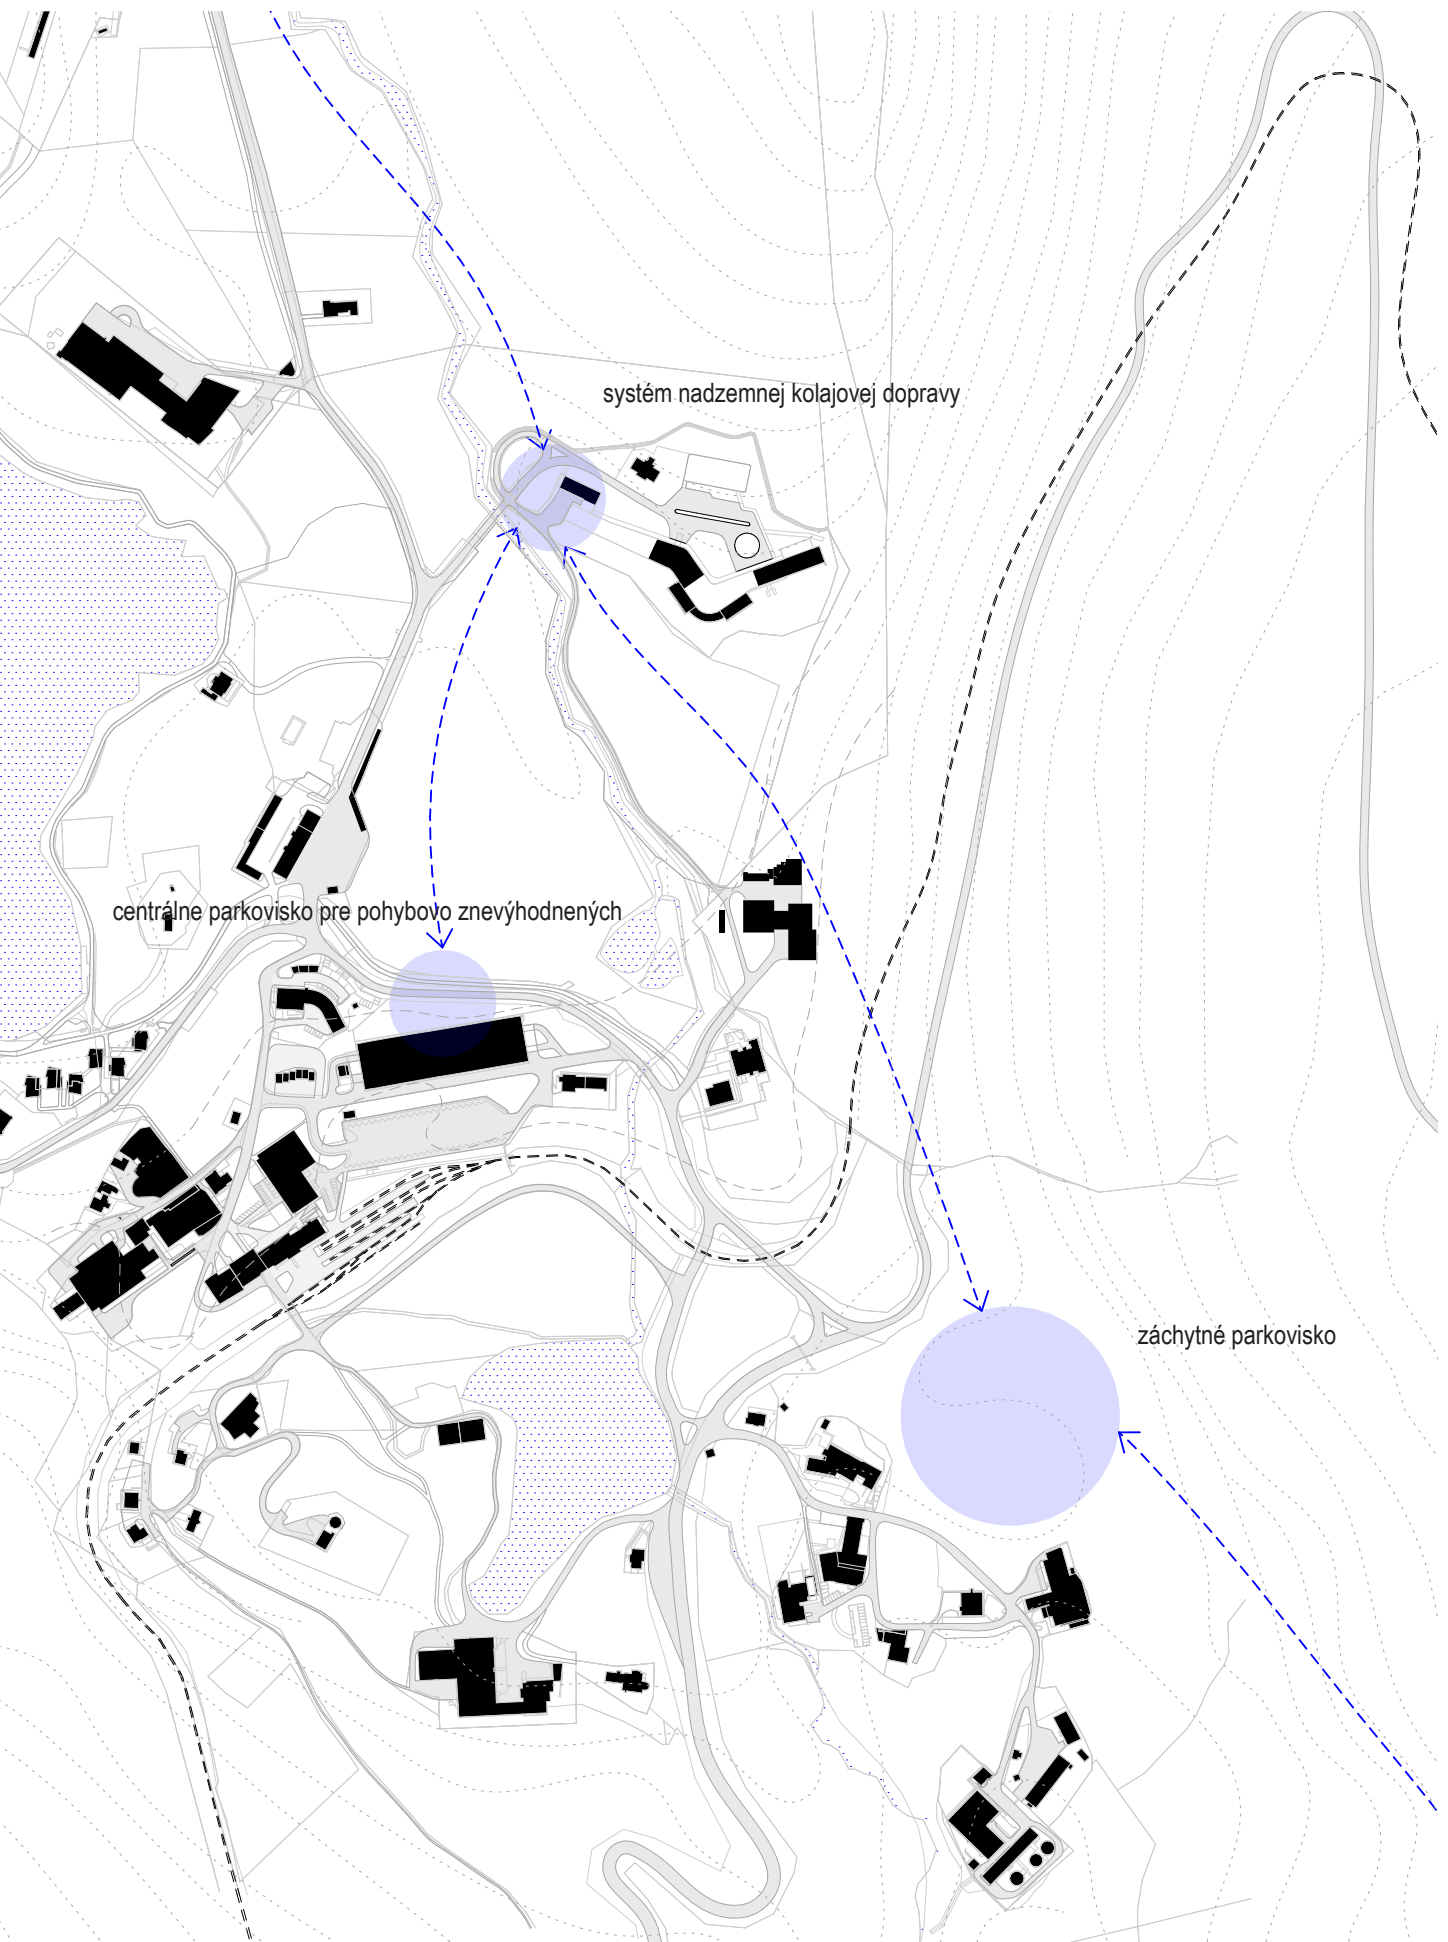 systém nadzemnej kolajovej dopravy
centrálne parkovisko pre pohybovo znevýhodnených
záchytné parkovisko